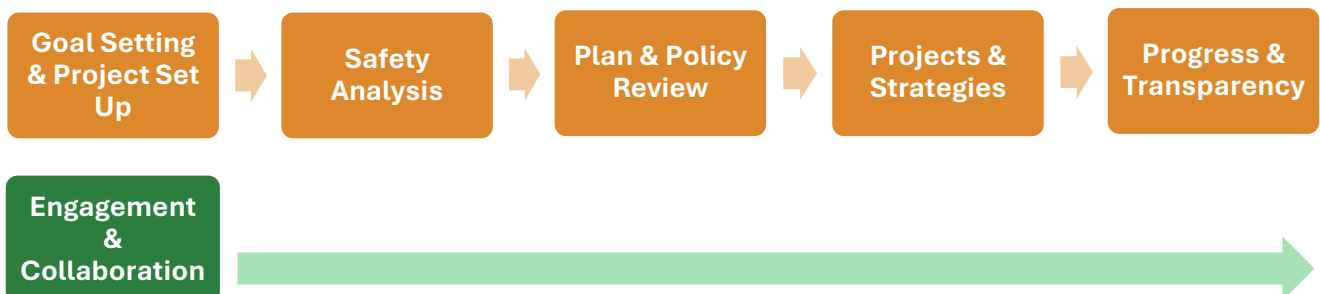 Goal Setting
& Project Set
Up
Safety
Analysis
Plan & Policy
Review
Projects &
Strategies
Progress &
Transparency
Engagement
&
Collaboration